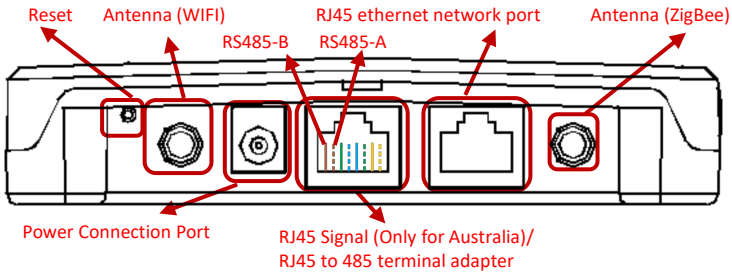 Reset
Antenna (WIFI)
RJ45 ethernet network port
Antenna (ZigBee)
RS485-B
RS485-A
Power Connection Port
RJ45 Signal (Only for Australia)/
RJ45 to 485 terminal adapter